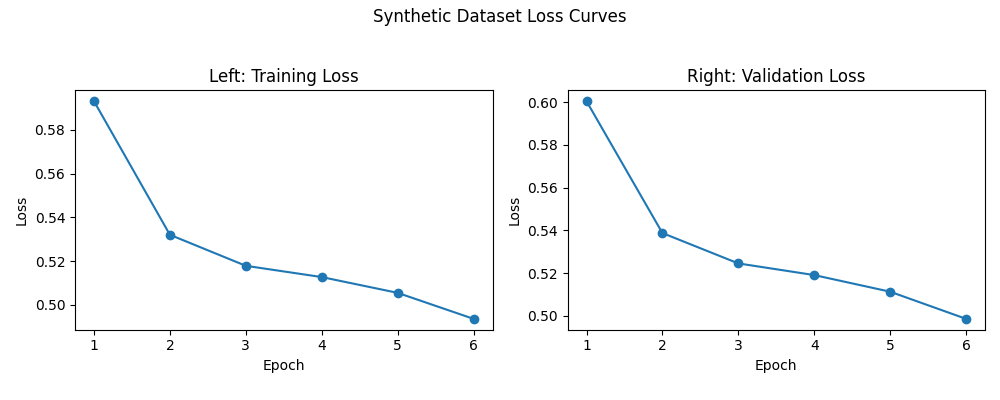 Synthetic Dataset Loss Curves
Left: Training Loss
0.58
0.56
0.54
0.52
0.50
Loss
1 2 3 4 5 6
Epoch
Right: Validation Loss
0.60
0.58
0.56
0.54
0.52
0.50
Loss
1 2 3 4 5 6
Epoch